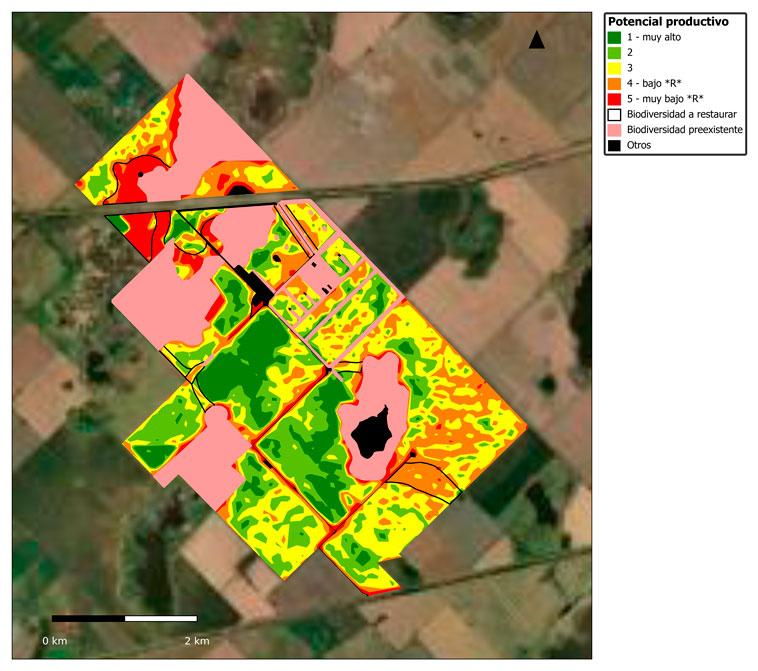 Potencial productivo
1 - muy alto
2
3
4 - bajo *R*
5 - muy bajo *R*
Biodiversidad a restaurar
Biodiversidad preexistente
Otros
0 km 2 km